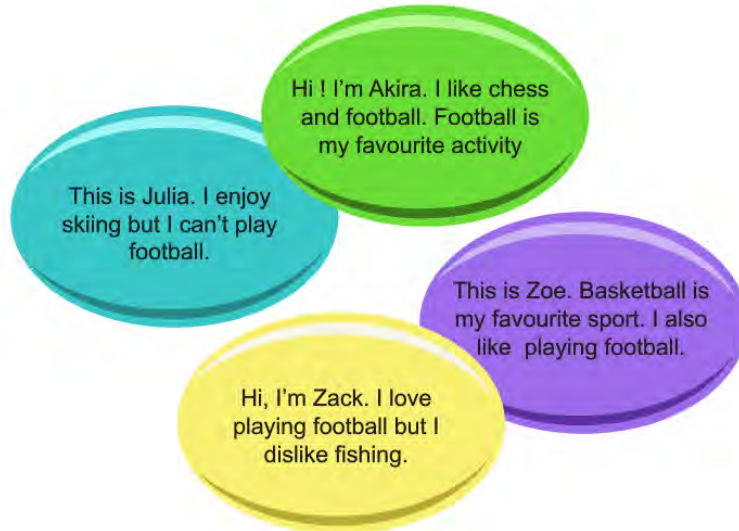 Hi ! I'm Akira. I like chess
and football. Football is
my favourite activity
This is Julia. I enjoy
skiing but I can't play
football.
This is Zoe. Basketball is
my favourite sport. I also
like playing football.
Hi, I'm Zack. I love
playing football but I
dislike fishing.